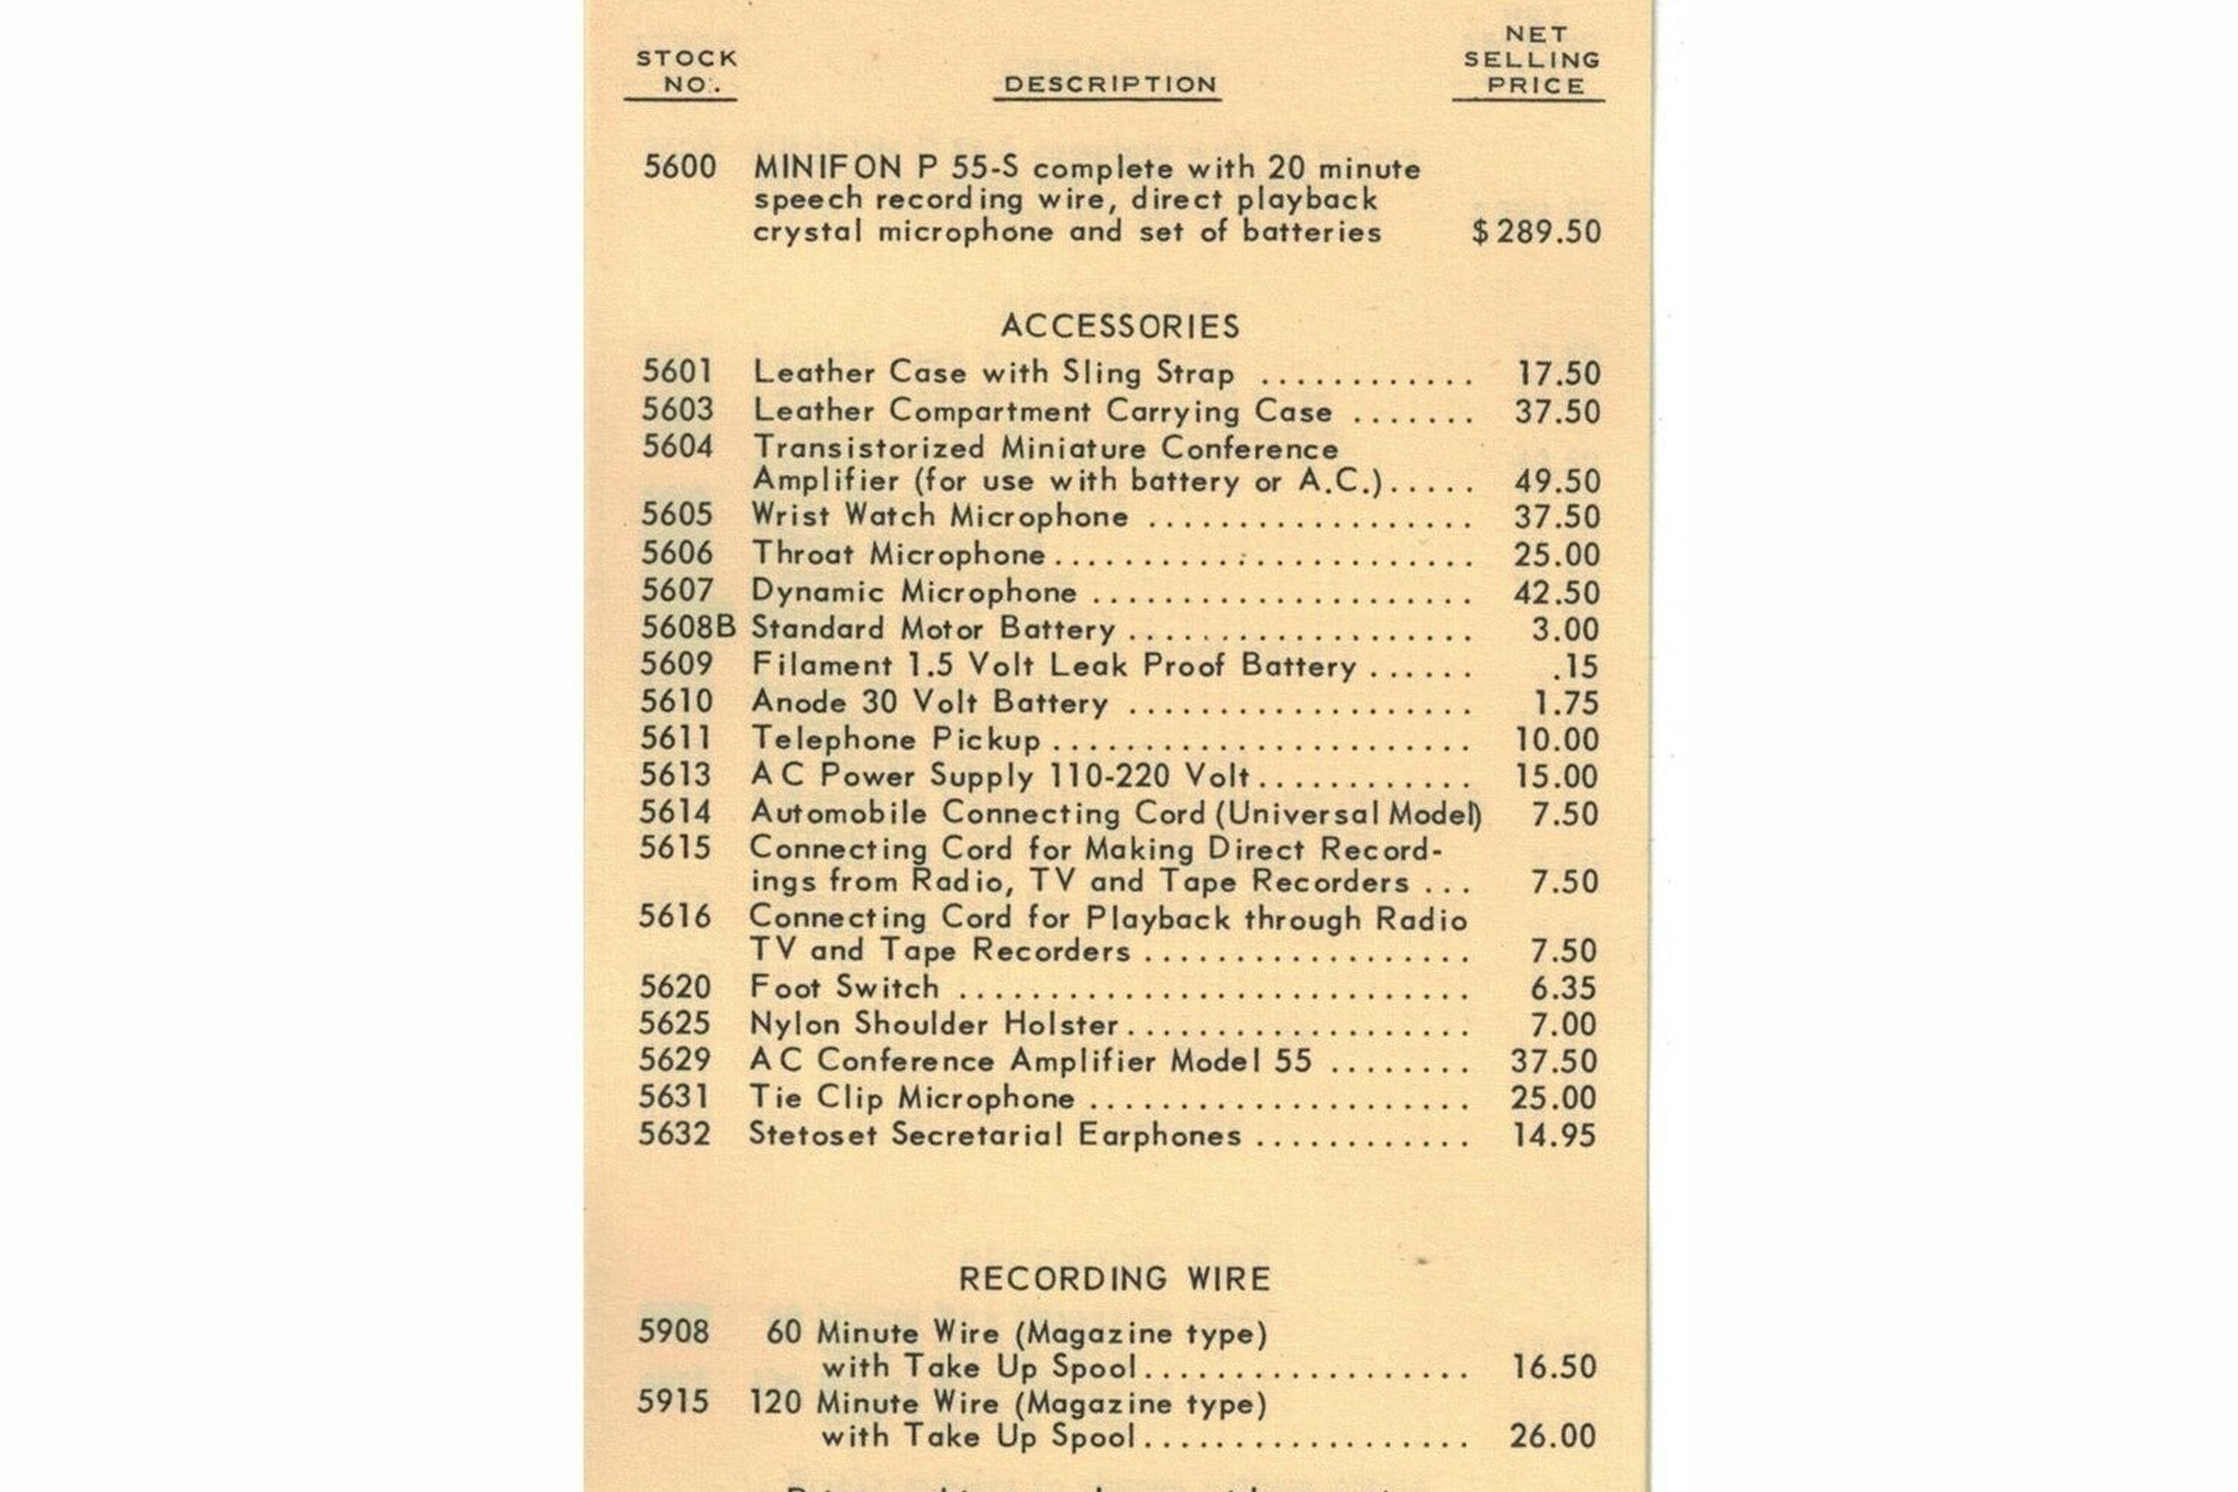 STOCK NO.
DESCRIPTION
NET SELLING PRICE
5600 MINIFON P 55-S complete with 20 minute
speech recording wire, direct playback
crystal microphone and set of batteries $289.50
ACCESSORIES
5601 Leather Case with Sling Strap ............ 17.50
5603 Leather Compartment Carrying Case ....... 37.50
5604 Transistorized Miniature Conference
Amplifier (for use with battery or A.C.)..... 49.50
5605 Wrist Watch Microphone .................. 37.50
5606 Throat Microphone........................ 25.00
5607 Dynamic Microphone ..................... 42.50
5608B Standard Motor Battery ................... 3.00
5609 Filament 1.5 Volt Leak Proof Battery ...... .15
5610 Anode 30 Volt Battery ................... 1.75
5611 Telephone Pickup........................ 10.00
5613 AC Power Supply 110-220 Volt............ 15.00
5614 Automobile Connecting Cord (Universal Model) 7.50
5615 Connecting Cord for Making Direct Record-
ings from Radio, TV and Tape Recorders ... 7.50
5616 Connecting Cord for Playback through Radio
TV and Tape Recorders .................. 7.50
5620 Foot Switch ............................ 6.35
5625 Nylon Shoulder Holster................... 7.00
5629 AC Conference Amplifier Model 55 ........ 37.50
5631 Tie Clip Microphone ..................... 25.00
5632 Stetoset Secretarial Earphones ............ 14.95
RECORDING WIRE
5908 60 Minute Wire (Magazine type)
with Take Up Spool.................. 16.50
5915 120 Minute Wire (Magazine type)
with Take Up Spool.................. 26.00